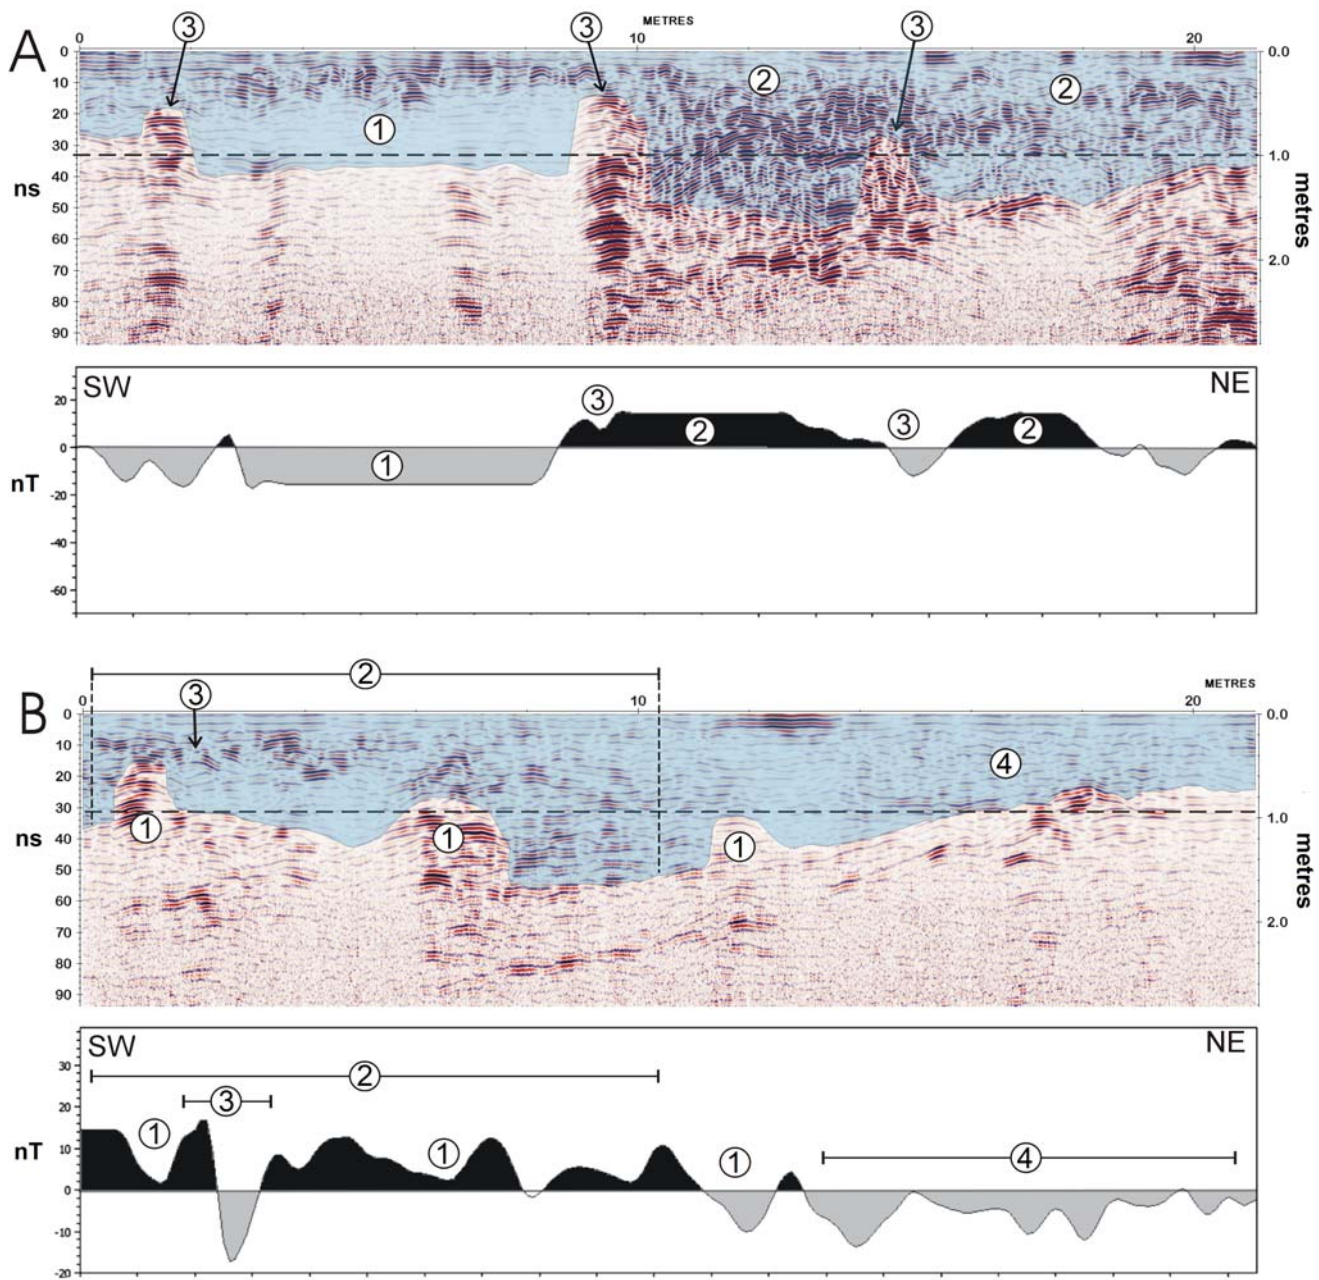 A
③ ③ METRES ③
0 10 20
0 0.0
10 ② ②
20 ①
30 1.0
ns 40 metres
50
60
70 2.0
80
90
SW NE
20 ③ ③
② ②
0
①
nT -20
-40
-60
②
B
③ METRES
0 10 20
0 0.0
10
20 ④
30 1.0
① ① ①
ns 40 metres
50
60
70 2.0
80
90
SW NE
30
②
20 ③
① ① ① ④
nT 10
0
-10
-20